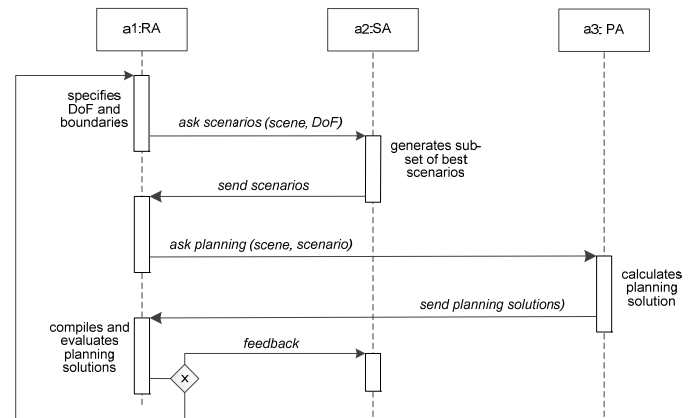 a1:RA
a2:SA
a3: PA
specifies
DoF and
boundaries
ask scenarios (scene, DoF)
generates sub-
set of best
scenarios
send scenarios
ask planning (scene, scenario)
calculates
planning
solution
send planning solutions)
compiles and
evaluates
planning
solutions
feedback
x